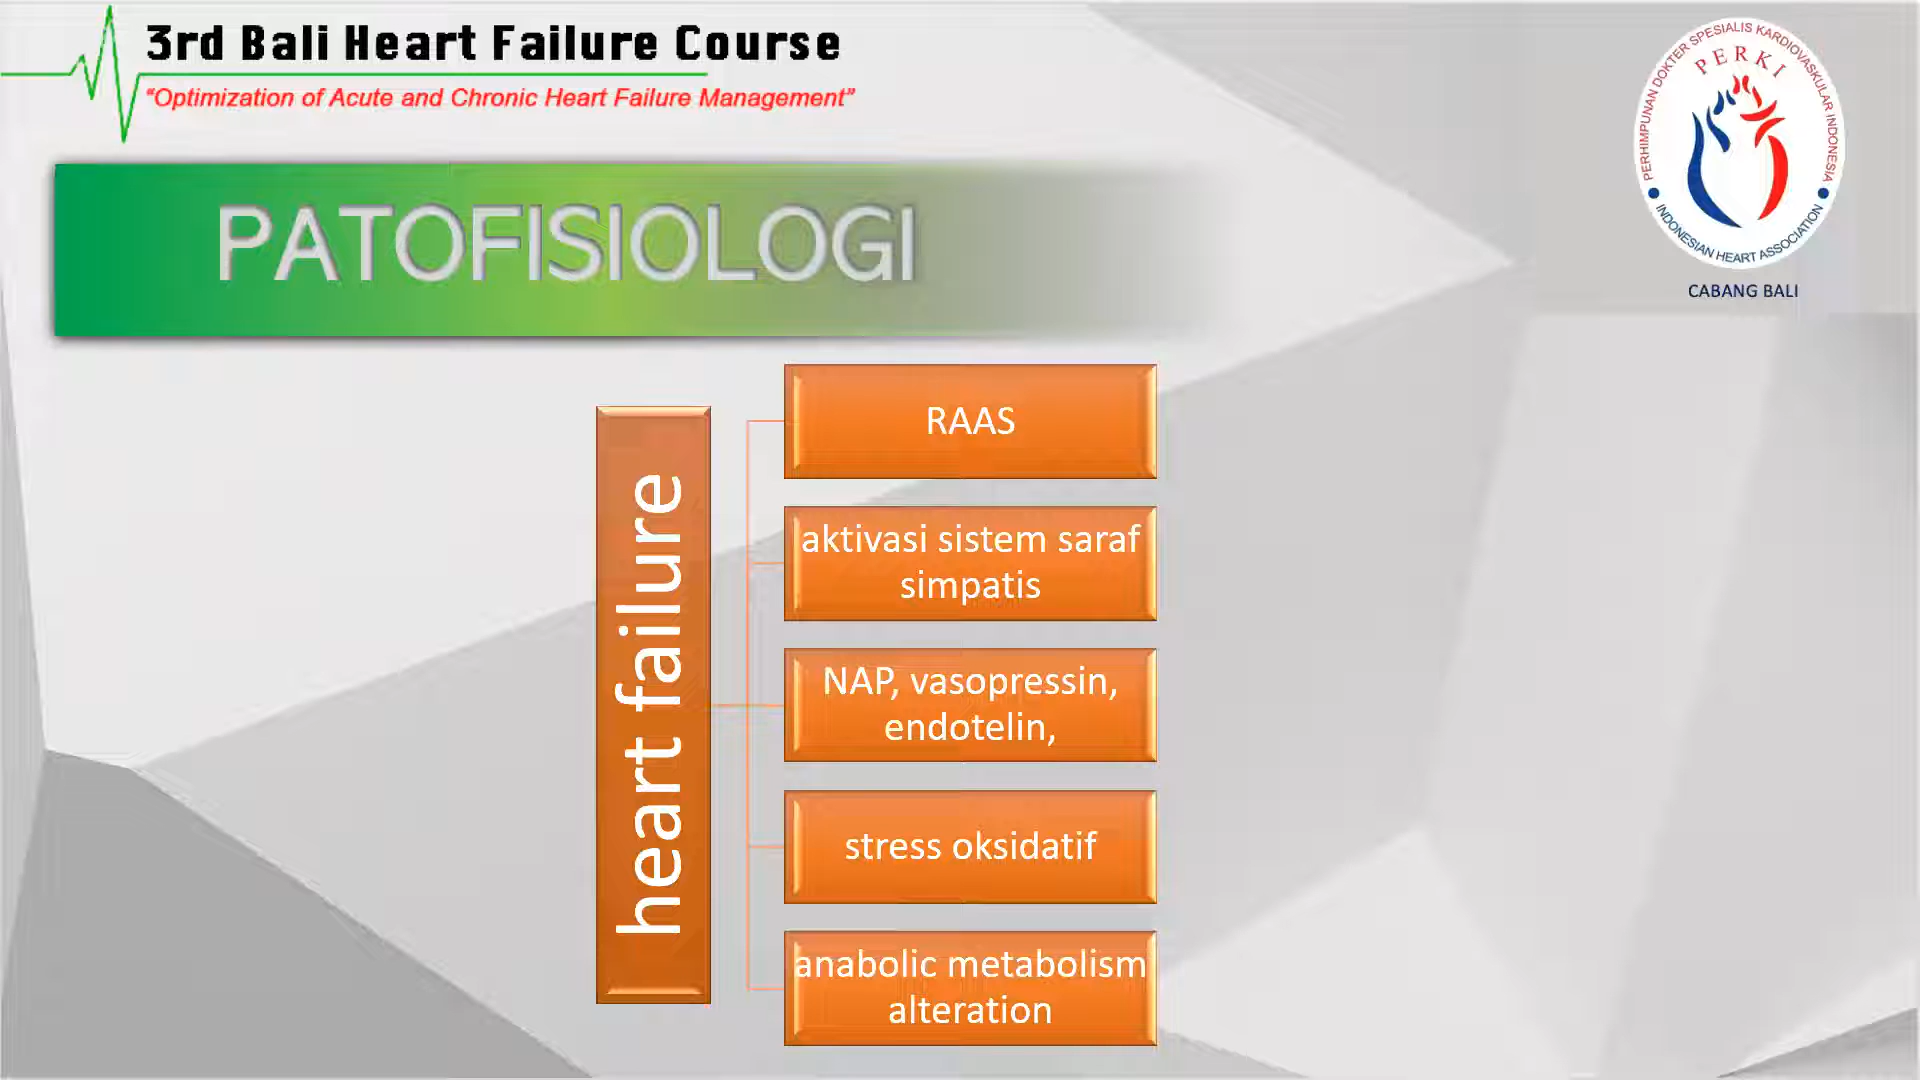 3rd Bali Heart Failure Course
"Optimization of Acute and Chronic Heart Failure Management"
PERHIMPUNAN DOKTER SPESIALIS KARDIOVASKULAR INDONESIA
PERKI
INDONESIAN HEART ASSOCIATION
CABANG BALI
PATOFISIOLOGI
heart failure
RAAS
aktivasi sistem saraf
simpatis
NAP, vasopressin,
endotelin,
stress oksidatif
anabolic metabolism
alteration